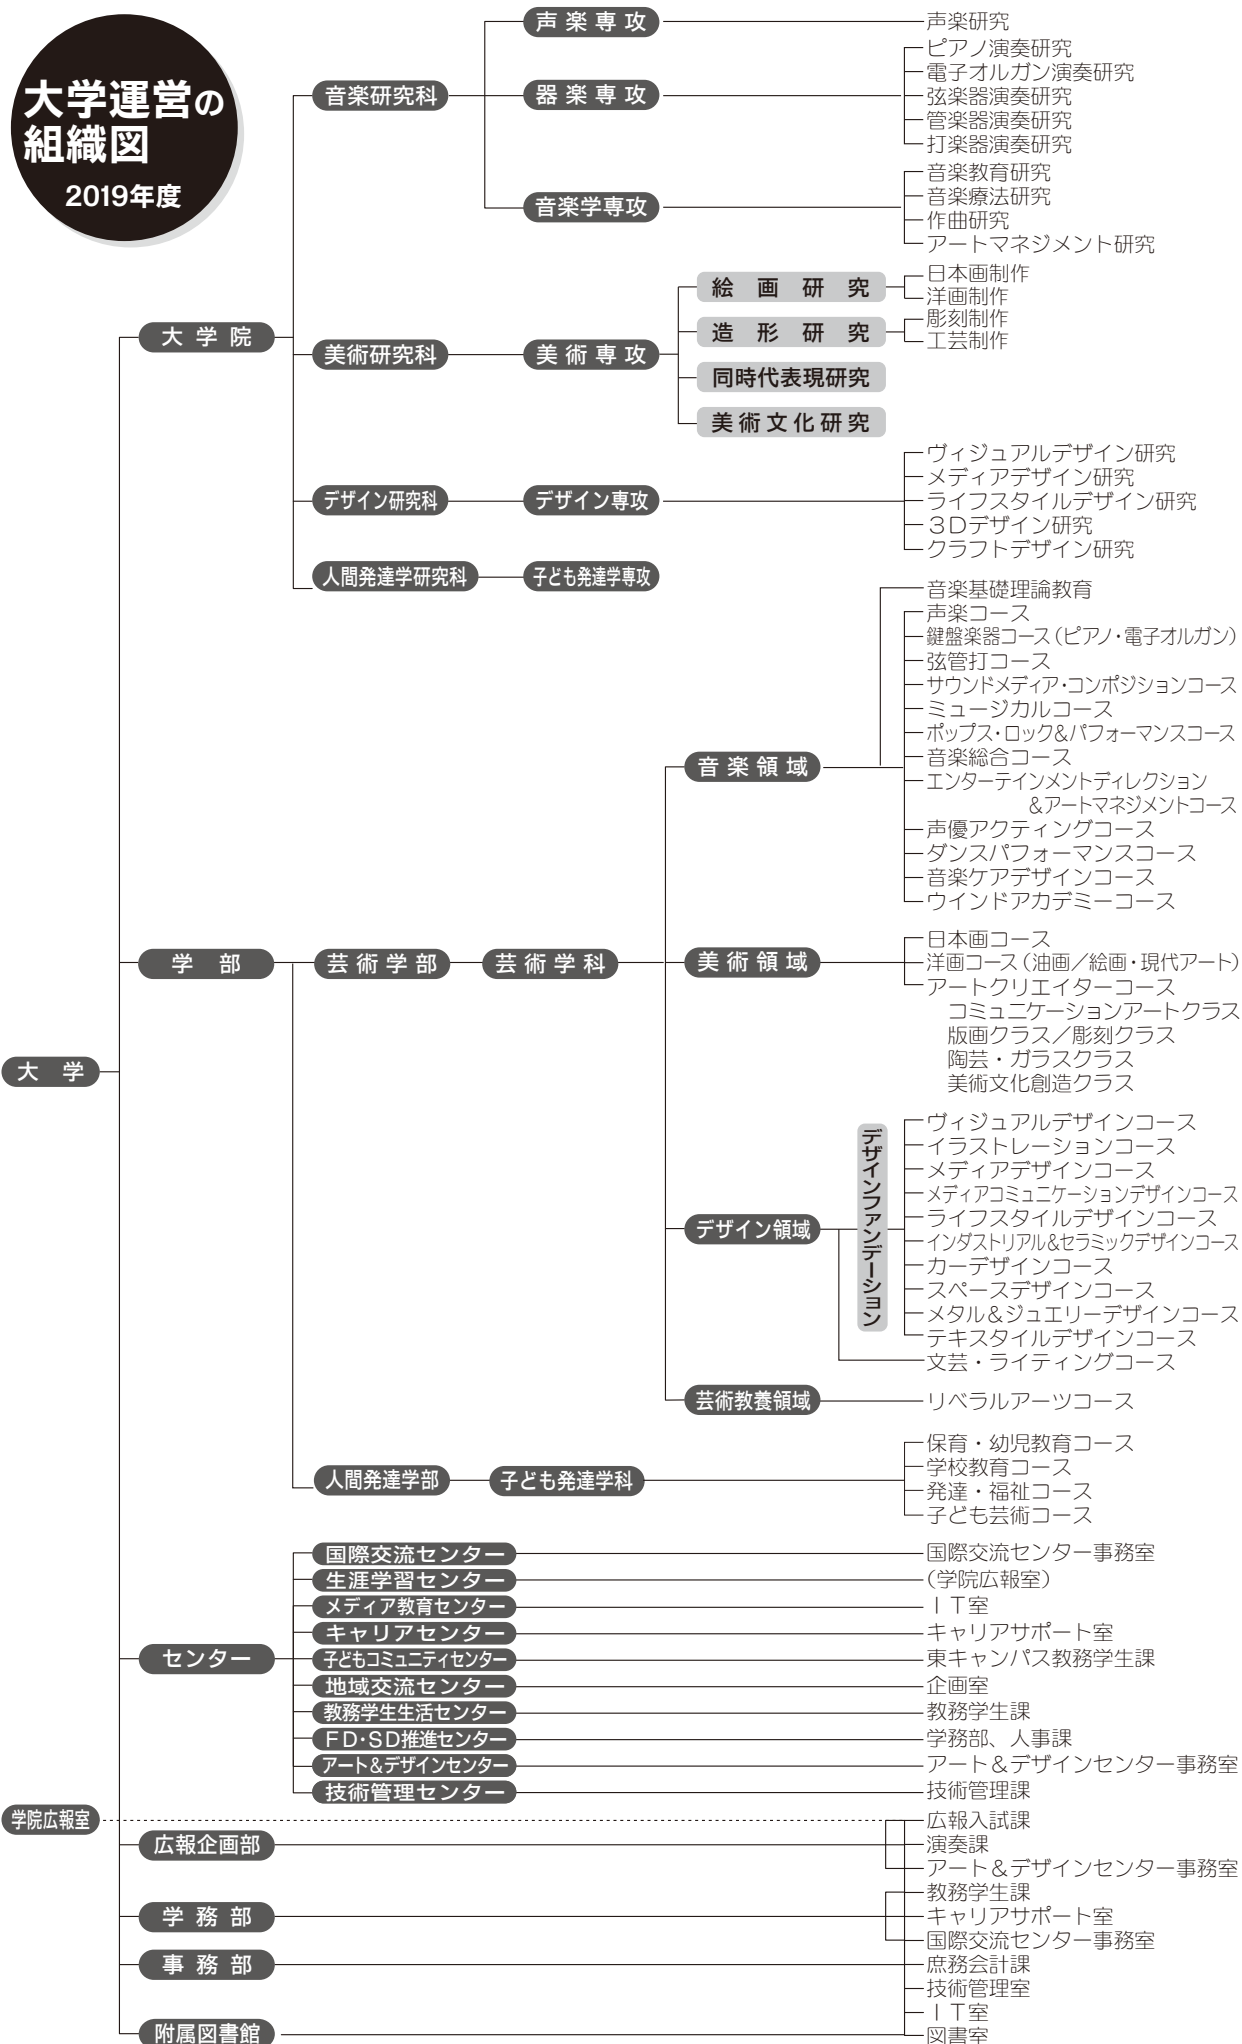 大学運営の
組織図
2019年度
大学
学院広報室
大学院
音楽研究科
声楽専攻
声楽研究
器楽専攻
ピアノ演奏研究
電子オルガン演奏研究
弦楽器演奏研究
管楽器演奏研究
打楽器演奏研究
音楽学専攻
音楽教育研究
音楽療法研究
作曲研究
アートマネジメント研究
美術研究科
美術専攻
絵画研究
日本画制作
洋画制作
造形研究
彫刻制作
工芸制作
同時代表現研究
美術文化研究
デザイン研究科
デザイン専攻
ヴィジュアルデザイン研究
メディアデザイン研究
ライフスタイルデザイン研究
3Dデザイン研究
クラフトデザイン研究
人間発達学研究科
子ども発達学専攻
学部
芸術学部
芸術学科
音楽領域
音楽基礎理論教育
声楽コース
鍵盤楽器コース(ピアノ・電子オルガン)
弦管打コース
サウンドメディア・コンポジションコース
ミュージカルコース
ポップス・ロック&パフォーマンスコース
音楽総合コース
エンターテインメントディレクション
&アートマネジメントコース
声優アクティングコース
ダンスパフォーマンスコース
音楽ケアデザインコース
ウインドアカデミーコース
美術領域
日本画コース
洋画コース(油画/絵画・現代アート)
アートクリエイターコース
コミュニケーションアートクラス
版画クラス/彫刻クラス
陶芸・ガラスクラス
美術文化創造クラス
デザイン領域
デザインファンデーション
ヴィジュアルデザインコース
イラストレーションコース
メディアデザインコース
メディアコミュニケーションデザインコース
ライフスタイルデザインコース
インダストリアル&セラミックデザインコース
カーデザインコース
スペースデザインコース
メタル&ジュエリーデザインコース
テキスタイルデザインコース
文芸・ライティングコース
芸術教養領域
リベラルアーツコース
人間発達学部
子ども発達学科
保育・幼児教育コース
学校教育コース
発達・福祉コース
子ども芸術コース
センター
国際交流センター
国際交流センター事務室
生涯学習センター
(学院広報室)
メディア教育センター
IT室
キャリアセンター
キャリアサポート室
子どもコミュニティセンター
東キャンパス教務学生課
地域交流センター
企画室
教務学生生活センター
教務学生課
FD・SD推進センター
学務部、人事課
アート&デザインセンター
アート&デザインセンター事務室
技術管理センター
技術管理課
広報企画部
広報入試課
演奏課
アート&デザインセンター事務室
学務部
教務学生課
キャリアサポート室
国際交流センター事務室
事務部
庶務会計課
技術管理室
IT室
附属図書館
図書室